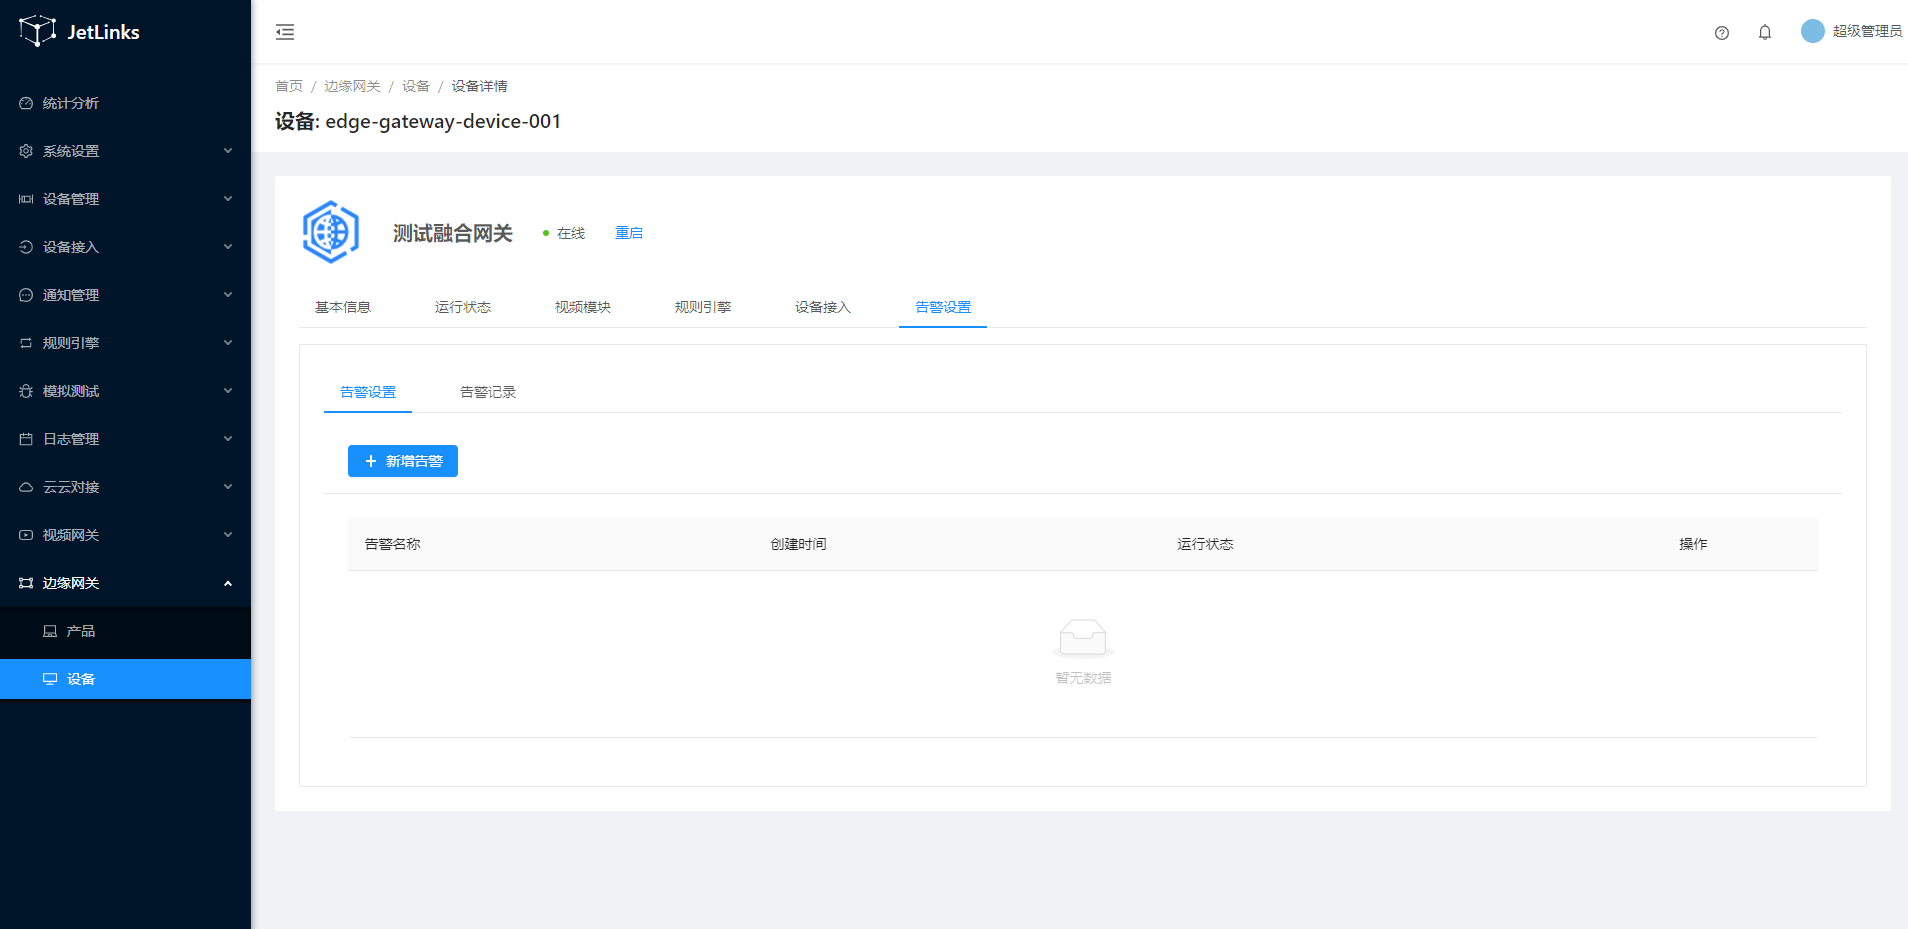 JetLinks
统计分析
系统设置
设备管理
设备接入
通知管理
规则引擎
模拟测试
日志管理
云云对接
视频网关
边缘网关
产品
设备
超级管理员
首页 / 边缘网关 / 设备 / 设备详情
设备: edge-gateway-device-001
测试融合网关 在线 重启
基本信息 运行状态 视频模块 规则引擎 设备接入 告警设置
告警设置 告警记录
+ 新增告警
告警名称 创建时间 运行状态 操作
暂无数据